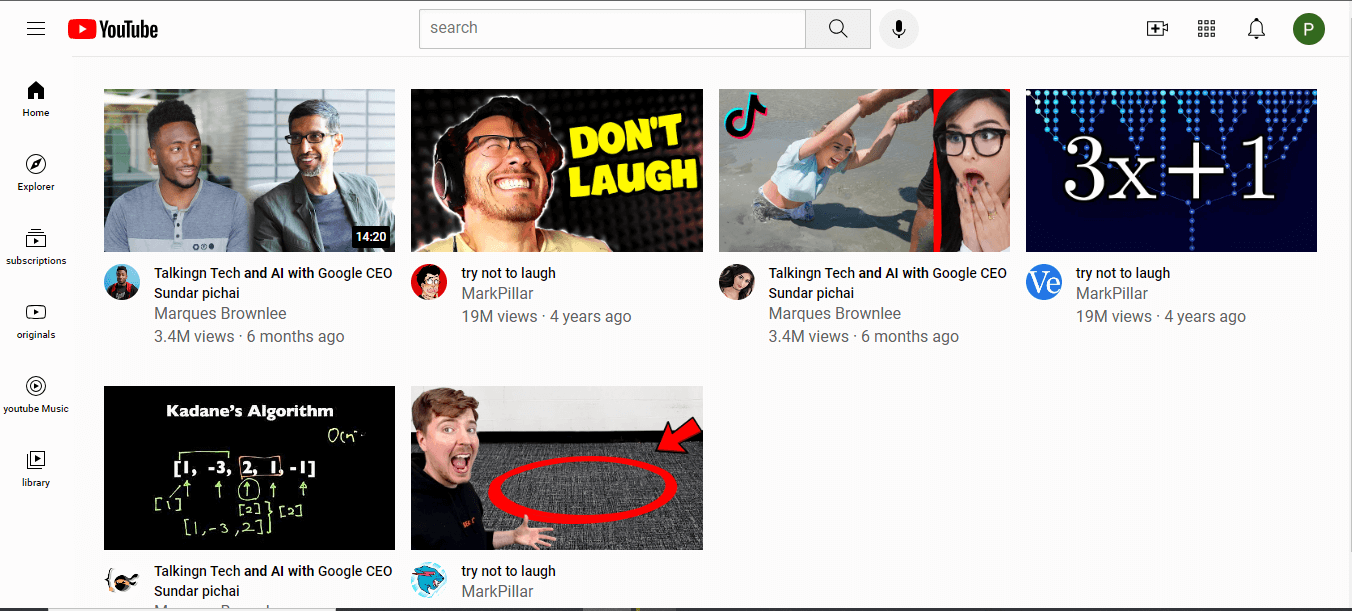 YouTube
search
P
Home
Explorer
subscriptions
originals
youtube Music
library
14:20
Talkingn Tech and AI with Google CEO
Sundar pichai
Marques Brownlee
3.4M views · 6 months ago
DON'T
LAUGH
try not to laugh
MarkPillar
19M views · 4 years ago
Talkingn Tech and AI with Google CEO
Sundar pichai
Marques Brownlee
3.4M views · 6 months ago
3x+1
Ve
try not to laugh
MarkPillar
19M views · 4 years ago
Kadane's Algorithm
[1, -3, 2, 1, -1]
[1]
[2]
[2]
[1, -3, 2]
Talkingn Tech and AI with Google CEO
Sundar pichai
try not to laugh
MarkPillar